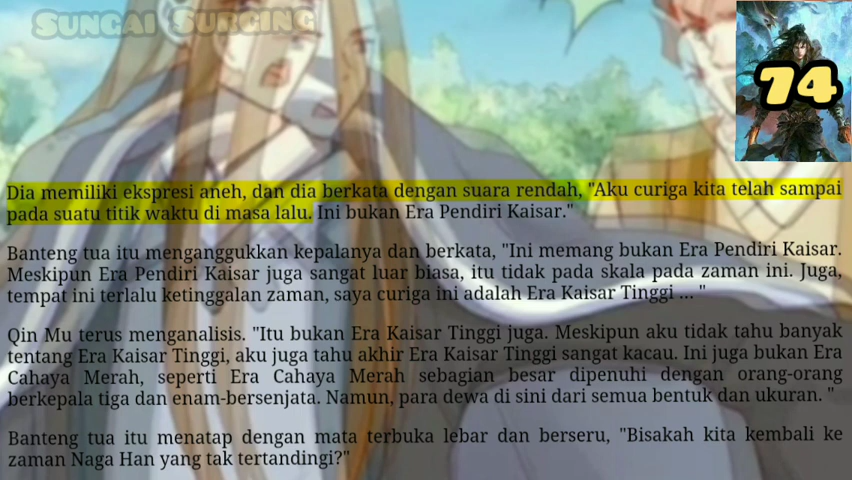 Sungai Surging
74
Dia memiliki ekspresi aneh, dan dia berkata dengan suara rendah, "Aku curiga kita telah sampai
pada suatu titik waktu di masa lalu. Ini bukan Era Pendiri Kaisar."
Banteng tua itu menganggukkan kepalanya dan berkata, "Ini memang bukan Era Pendiri Kaisar.
Meskipun Era Pendiri Kaisar juga sangat luar biasa, itu tidak pada skala pada zaman ini. Juga,
tempat ini terlalu ketinggalan zaman, saya curiga ini adalah Era Kaisar Tinggi ... "
Qin Mu terus menganalisis. "Itu bukan Era Kaisar Tinggi juga. Meskipun aku tidak tahu banyak
tentang Era Kaisar Tinggi, aku juga tahu akhir Era Kaisar Tinggi sangat kacau. Ini juga bukan Era
Cahaya Merah, seperti Era Cahaya Merah sebagian besar dipenuhi dengan orang-orang
berkepala tiga dan enam-bersenjata. Namun, para dewa di sini dari semua bentuk dan ukuran. "
Banteng tua itu menatap dengan mata terbuka lebar dan berseru, "Bisakah kita kembali ke
zaman Naga Han yang tak tertandingi?"